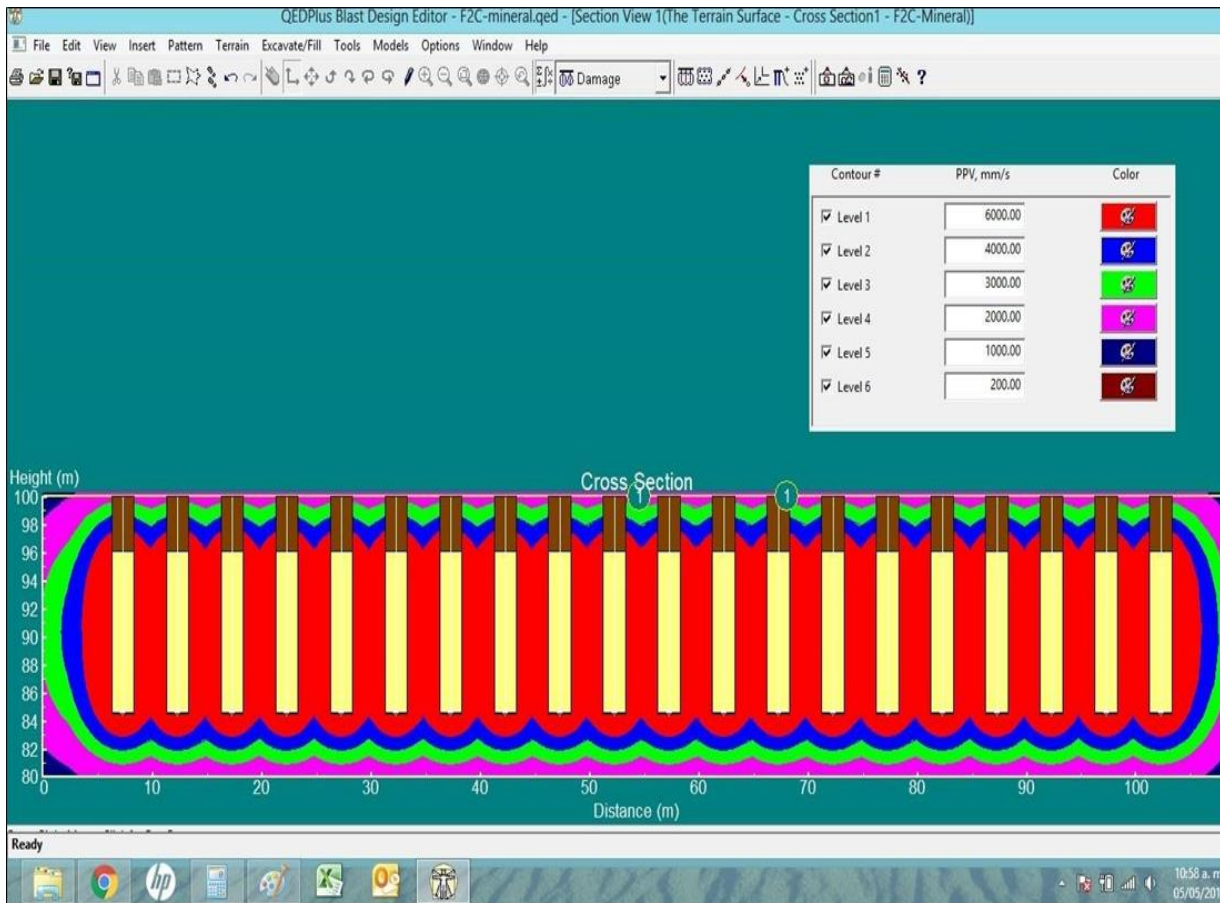 QEDPlus Blast Design Editor - F2C-mineral.qed - [Section View 1(The Terrain Surface - Cross Section1 - F2C-Mineral)]
File Edit View Insert Pattern Terrain Excavate/Fill Tools Models Options Window Help
Damage
Contour # PPV, mm/s Color
Level 1 6000.00
Level 2 4000.00
Level 3 3000.00
Level 4 2000.00
Level 5 1000.00
Level 6 200.00
Height (m)
Cross Section
1 1
100
98
96
94
92
90
88
86
84
82
80
0 10 20 30 40 50 60 70 80 90 100
Distance (m)
Ready
hp
10:58 a. m
05/05/201